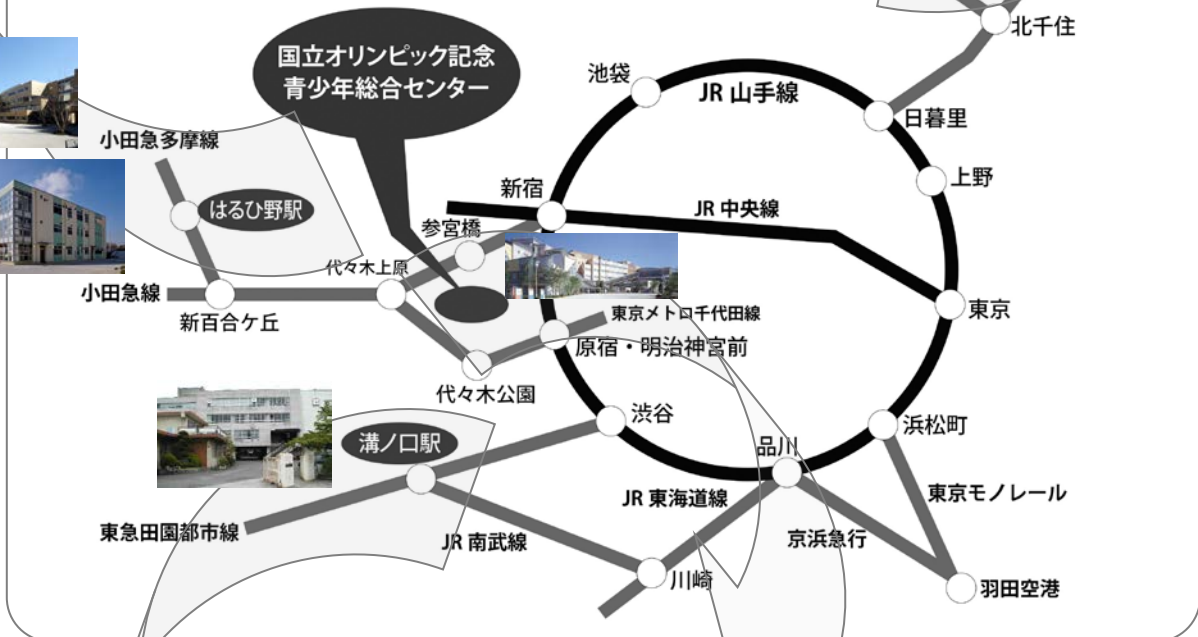 北千住
国立オリンピック記念
青少年総合センター
池袋
JR 山手線
日暮里
小田急多摩線
上野
新宿
はるひ野駅
JR 中央線
参宮橋
代々木上原
小田急線
新百合ケ丘
東京
東京メトロ千代田線
原宿・明治神宮前
代々木公園
渋谷
浜松町
溝ノ口駅
品川
JR 東海道線
東京モノレール
東急田園都市線
JR 南武線
京浜急行
川崎
羽田空港